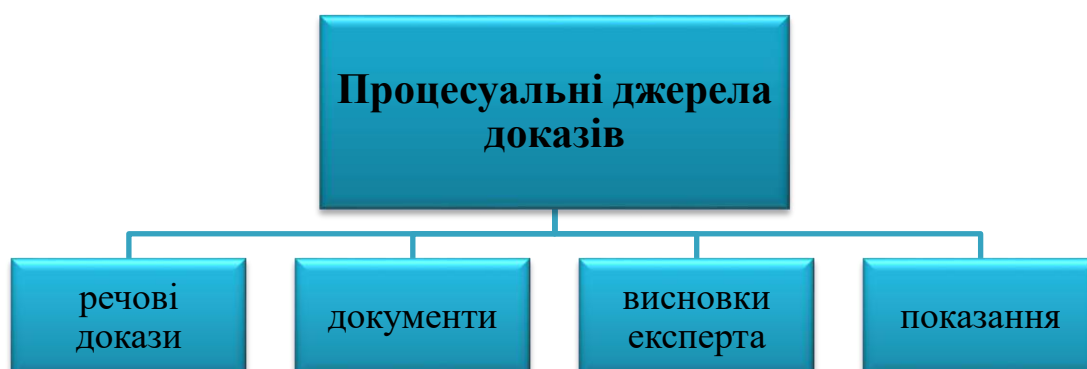 Процесуальні джерела
доказів
речові
докази
документи
висновки
експерта
показання